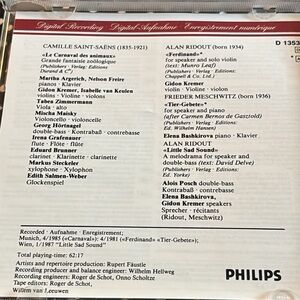 Digital Recording · Digital-Aufnahme · Enregistrement numérique
D 1353
CAMILLE SAINT-SAËNS (1835-1921)
«Le Carnaval des animaux»
Grande fantaisie zoologique
(Publishers / Verlag / Editions:
Durand & Cⁱᵉ)
Martha Argerich, Nelson Freire
pianos · Klavier
Gidon Kremer, Isabelle van Keulen
violins · Violine · violons
Tabea Zimmermann
Viola · alto
Mischa Maisky
Violoncello · violoncelle
Georg Hörtnagel
double-bass · Kontrabaß · contrebasse
Irena Grafenauer
flute · Flöte · flûte
Eduard Brunner
clarinet · Klarinette · clarinette
Markus Steckeler
xylophone · Xylophon
Edith Salmen-Weber
Glockenspiel
ALAN RIDOUT (born 1934)
«Ferdinand»*
for speaker and solo violin
(text: Munro Leaf)
(Publishers / Verlag / Editions:
Chappell & Co. Ltd.)
Gidon Kremer
violin · Violine · violon
FRIEDER MESCHWITZ (born 1936)
«Tier-Gebete»*
for speaker and piano
(after Carmen Bernos de Gasztold)
(Publishers / Verlag / Editions:
Ed. Wilhelm Hansen)
Elena Bashkirova piano · Klavier
ALAN RIDOUT
«Little Sad Sound»
A melodrama for speaker and
double-bass (text: David Delve)
(Publishers / Verlag / Editions:
Ed. Yorke)
Alois Posch double-bass
Kontrabaß · contrebasse
Elena Bashkirova,
Gidon Kremer speakers
Sprecher · récitants
(Ridout, Meschwitz)
Recorded · Aufnahme · Enregistrement:
Munich, 4/1985 («Carnaval»); 4/1981 («Ferdinand» «Tier-Gebete»);
Wien, 1/1987 "Little Sad Sound"
Total playing-time: 62:17
Artists and repertoire production: Rupert Fäustle
Recording producer and balance engineer: Wilhelm Hellweg
Recording engineers: Roger de Schot, Onno Scholtze
Tape editors: Roger de Schot,
Willem van Leeuwen
PHILIPS